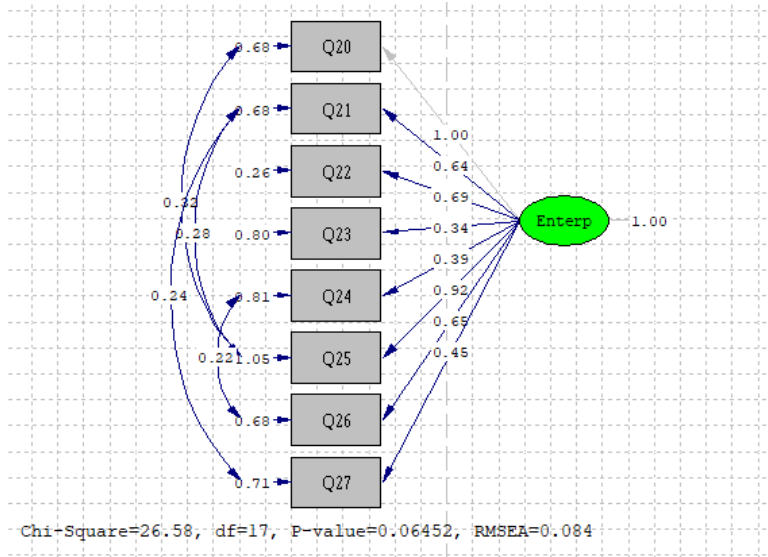 0.68 Q20
1.00
0.68 Q21
0.64
0.26 Q22
0.69
0.32
Enterp 1.00
0.34
0.28 0.80 Q23
0.39
0.24 0.81 Q24
0.92
0.65
0.22 1.05 Q25
0.45
0.68 Q26
0.71 Q27
Chi-Square=26.58, df=17, P-value=0.06452, RMSEA=0.084